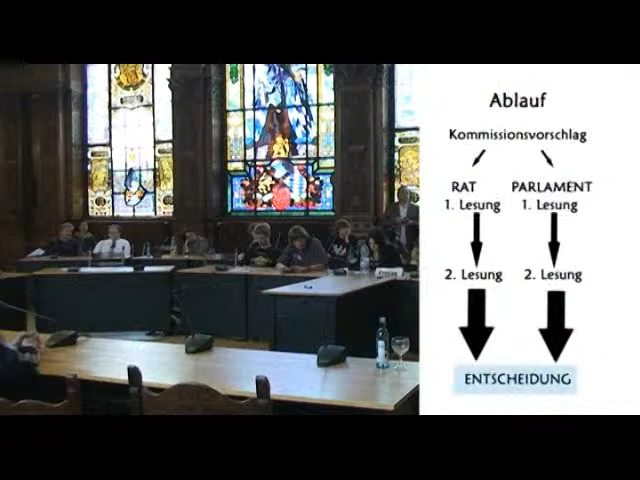 Ablauf
Kommissionsvorschlag
RAT PARLAMENT
1. Lesung 1. Lesung
2. Lesung 2. Lesung
ENTSCHEIDUNG